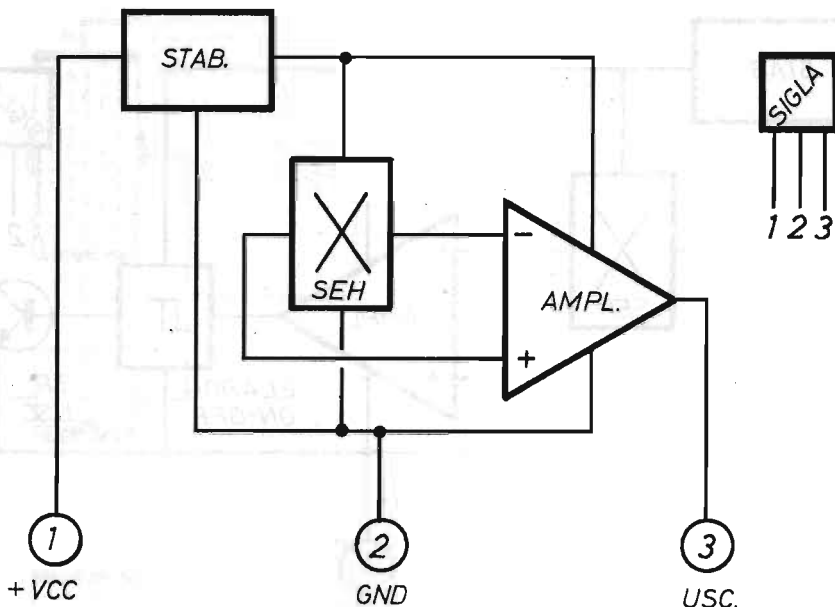 STAB.
SIGLA
1 2 3
SEH
-
AMPL.
+
1
2
3
+ VCC
GND
USC.